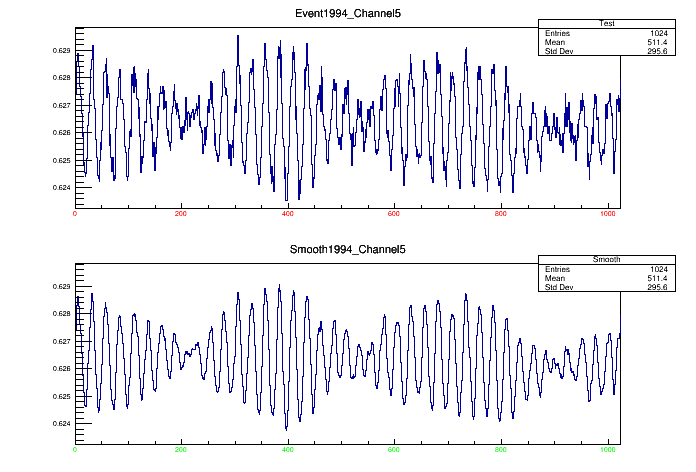 Event1994_Channel5
Test
Entries 1024
Mean 511.4
Std Dev 295.6
0.629
0.628
0.627
0.626
0.625
0.624
0 200 400 600 800 1000
Smooth1994_Channel5
Smooth
Entries 1024
Mean 511.4
Std Dev 295.6
0.629
0.628
0.627
0.626
0.625
0.624
0 200 400 600 800 1000